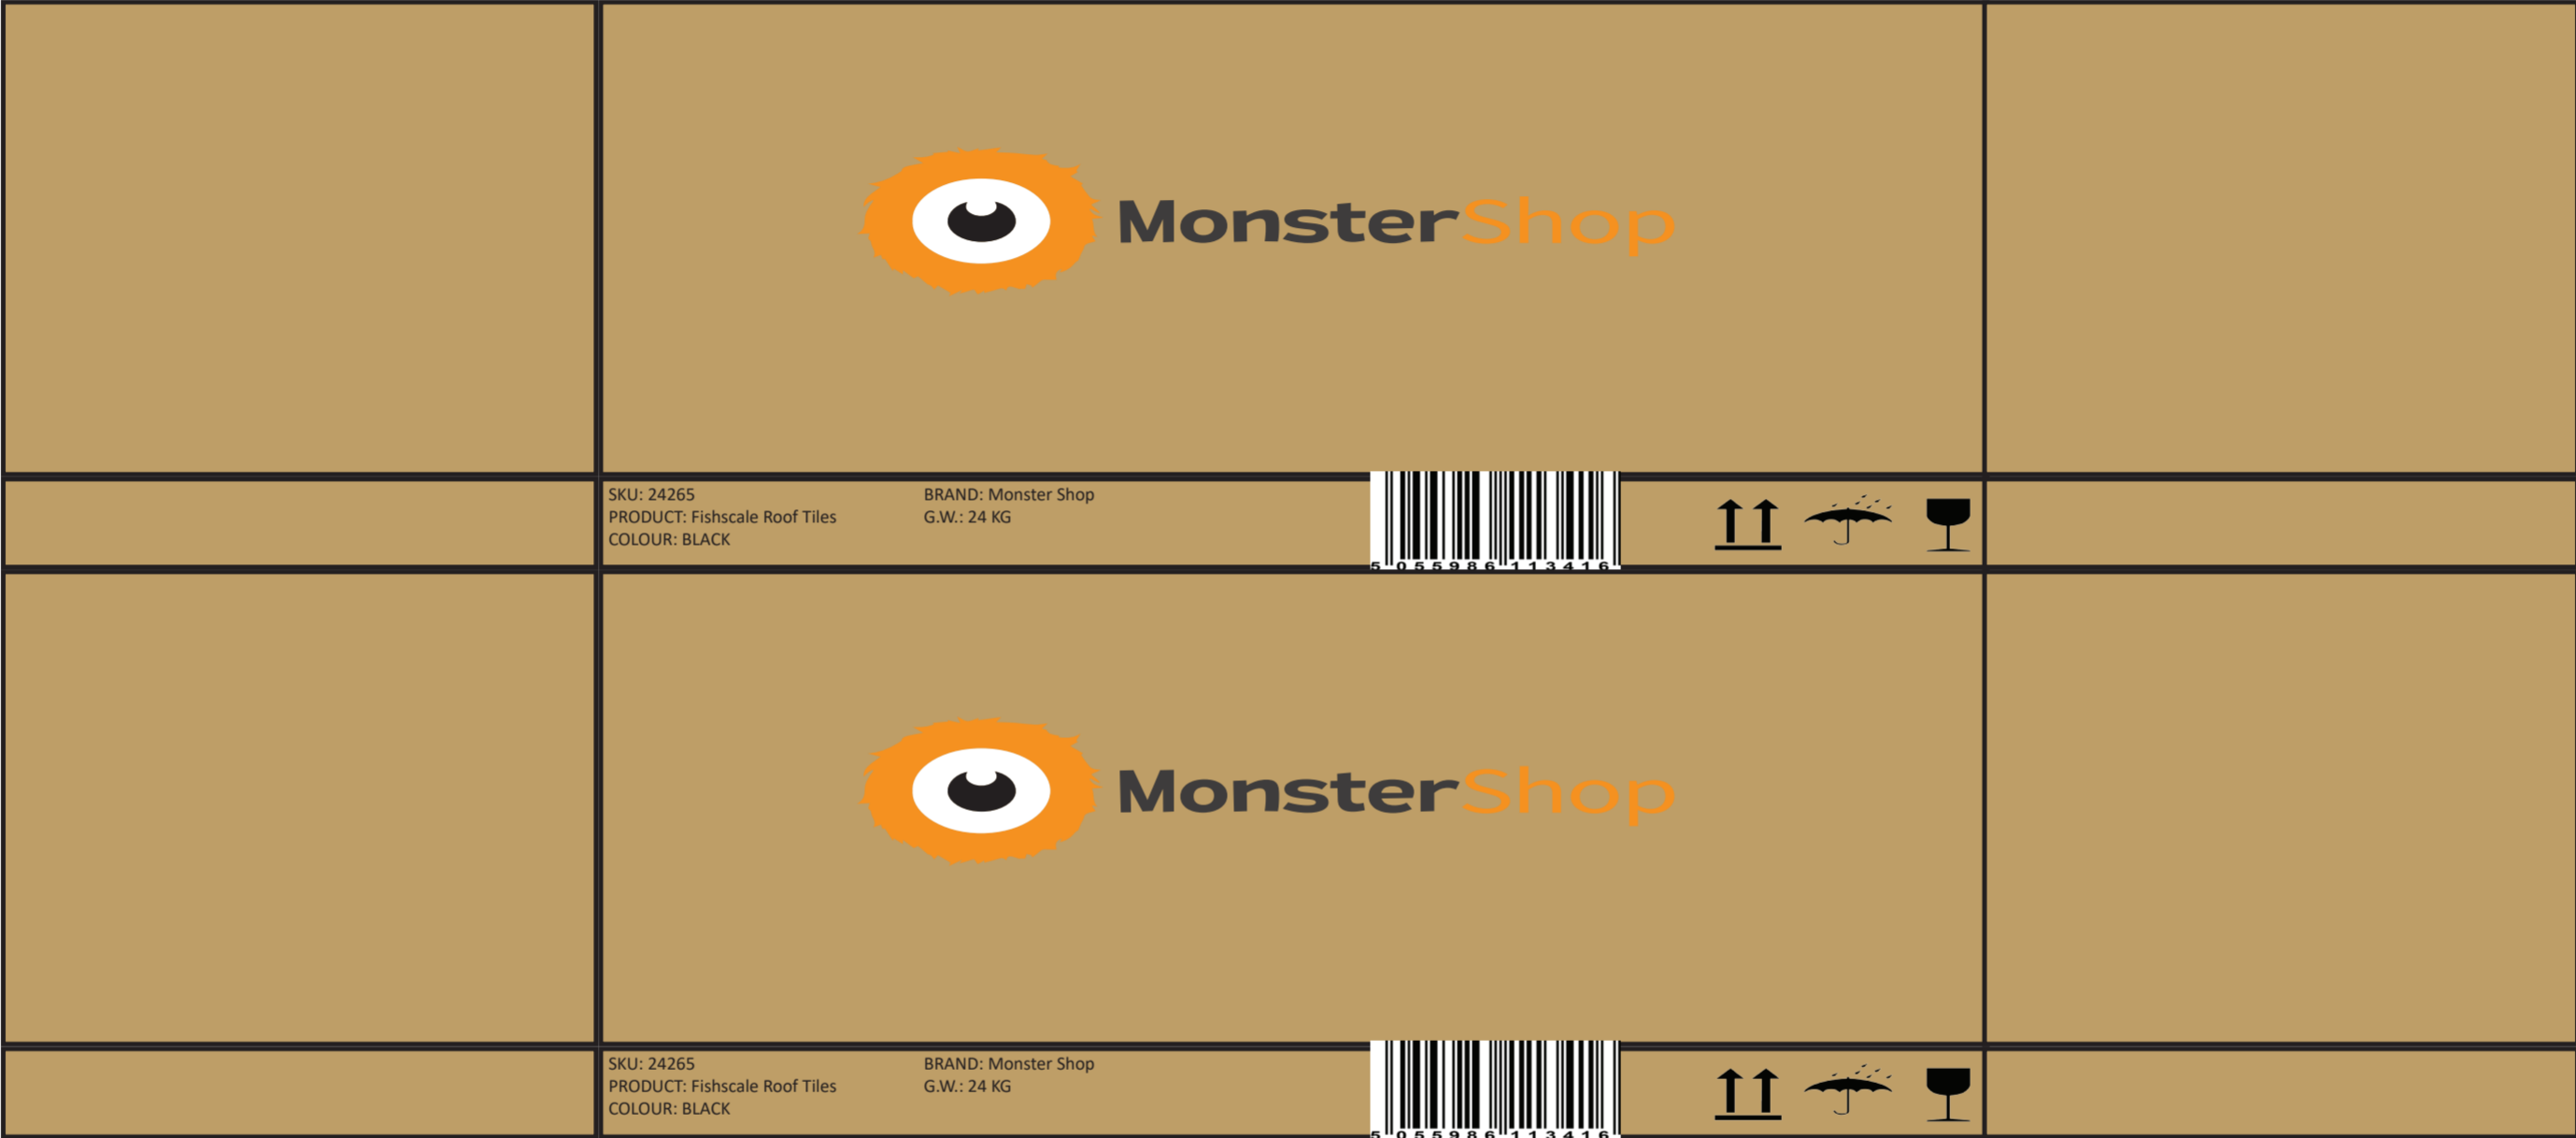 MonsterShop
SKU: 24265
PRODUCT: Fishscale Roof Tiles
COLOUR: BLACK
BRAND: Monster Shop
G.W.: 24 KG
5 055986 113416
MonsterShop
SKU: 24265
PRODUCT: Fishscale Roof Tiles
COLOUR: BLACK
BRAND: Monster Shop
G.W.: 24 KG
5 055986 113416